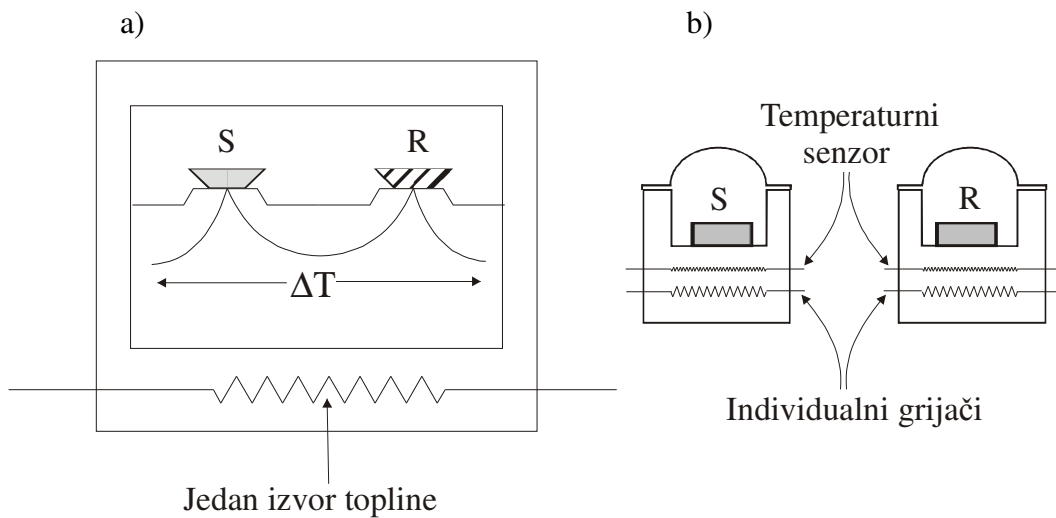 a)
S
R
ΔT
Jedan izvor topline
b)
Temperaturni
senzor
S
R
Individualni grijači